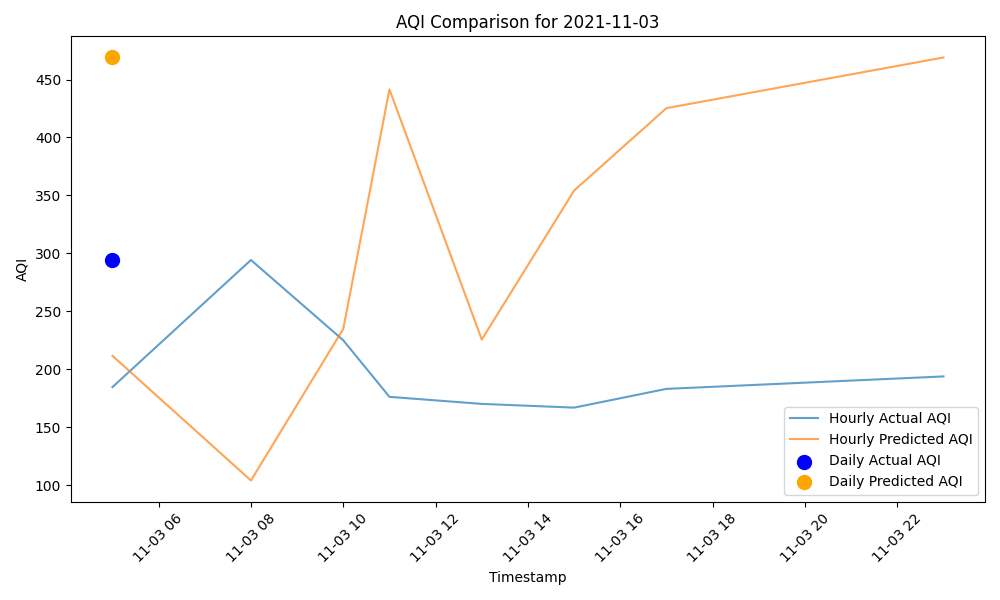 AQI Comparison for 2021-11-03
AQI
450
400
350
300
250
200
150
100
Hourly Actual AQI
Hourly Predicted AQI
Daily Actual AQI
Daily Predicted AQI
11-03 06
11-03 08
11-03 10
11-03 12
11-03 14
11-03 16
11-03 18
11-03 20
11-03 22
Timestamp